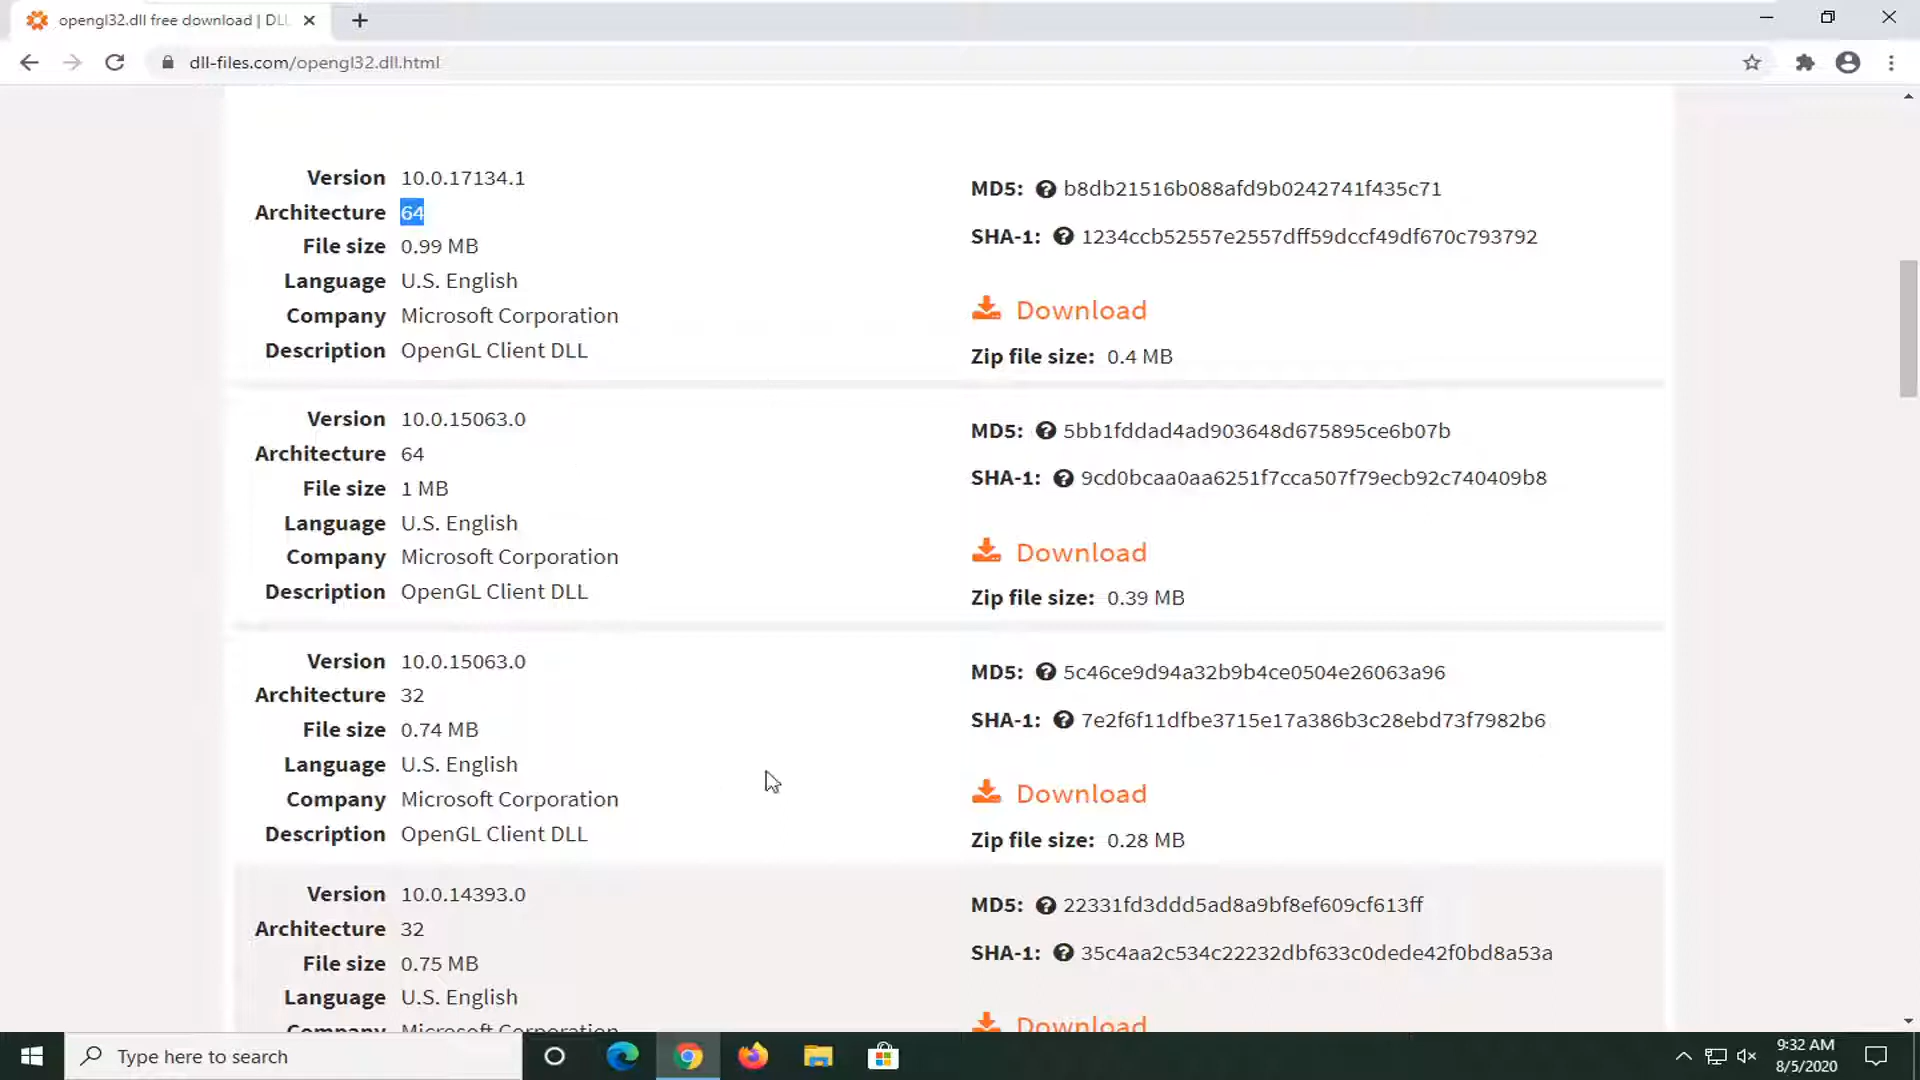 opengl32.dll free download | DLL
dll-files.com/opengl32.dll.html
Version 10.0.17134.1
Architecture 64
File size 0.99 MB
Language U.S. English
Company Microsoft Corporation
Description OpenGL Client DLL
MD5: b8db21516b088afd9b0242741f435c71
SHA-1: 1234ccb52557e2557dff59dccf49df670c793792
Download
Zip file size: 0.4 MB
Version 10.0.15063.0
Architecture 64
File size 1 MB
Language U.S. English
Company Microsoft Corporation
Description OpenGL Client DLL
MD5: 5bb1fddad4ad903648d675895ce6b07b
SHA-1: 9cd0bcaa0aa6251f7cca507f79ecb92c740409b8
Download
Zip file size: 0.39 MB
Version 10.0.15063.0
Architecture 32
File size 0.74 MB
Language U.S. English
Company Microsoft Corporation
Description OpenGL Client DLL
MD5: 5c46ce9d94a32b9b4ce0504e26063a96
SHA-1: 7e2f6f11dfbe3715e17a386b3c28ebd73f7982b6
Download
Zip file size: 0.28 MB
Version 10.0.14393.0
Architecture 32
File size 0.75 MB
Language U.S. English
Company Microsoft Corporation
MD5: 22331fd3ddd5ad8a9bf8ef609cf613ff
SHA-1: 35c4aa2c534c22232dbf633c0dede42f0bd8a53a
Download
Type here to search
9:32 AM
8/5/2020